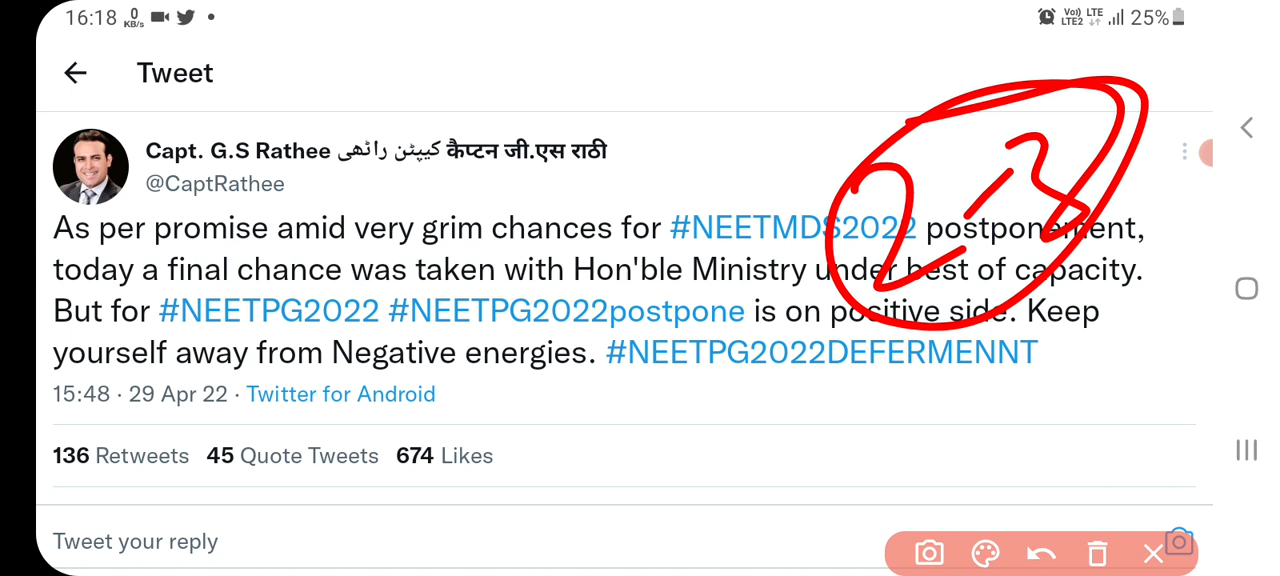 16:18 0 KB/s Vo)) LTE LTE2 25%
Tweet
Capt. G.S Rathee کیپٹن راٹھی कैप्टन जी.एस राठी
@CaptRathee
As per promise amid very grim chances for #NEETMDS2022 postponement,
today a final chance was taken with Hon'ble Ministry under best of capacity.
But for #NEETPG2022 #NEETPG2022postpone is on positive side. Keep
yourself away from Negative energies. #NEETPG2022DEFERMENNT
15:48 · 29 Apr 22 · Twitter for Android
136 Retweets 45 Quote Tweets 674 Likes
Tweet your reply
2-3